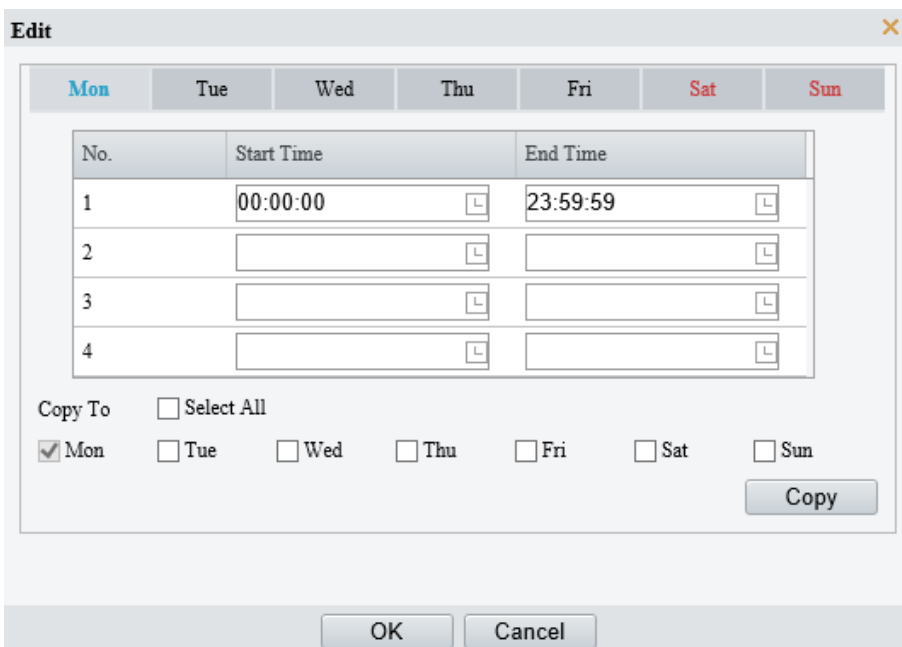 Edit
Mon Tue Wed Thu Fri Sat Sun
No. Start Time End Time
1 00:00:00 23:59:59
2
3
4
Copy To Select All
Mon Tue Wed Thu Fri Sat Sun
Copy
OK Cancel